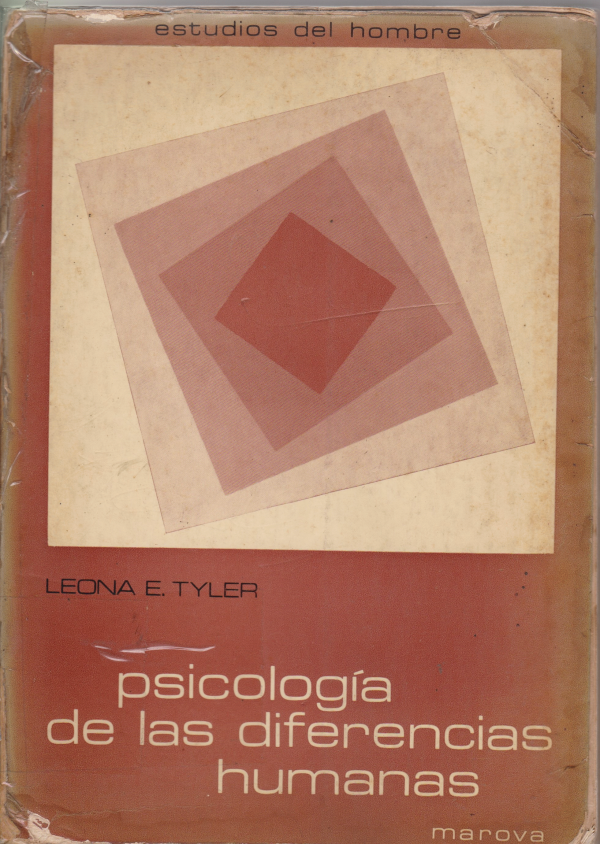 estudios del hombre
LEONA E. TYLER
psicología
de las diferencias
humanas
marova